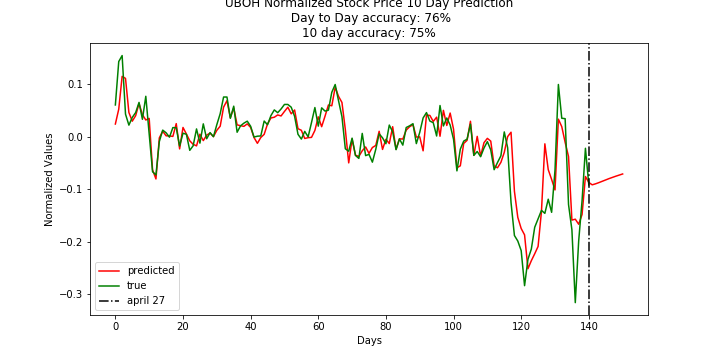 UBOH Normalized Stock Price 10 Day Prediction
Day to Day accuracy: 76%
10 day accuracy: 75%
Normalized Values
0.1
0.0
−0.1
−0.2
−0.3
predicted
true
april 27
0 20 40 60 80 100 120 140
Days